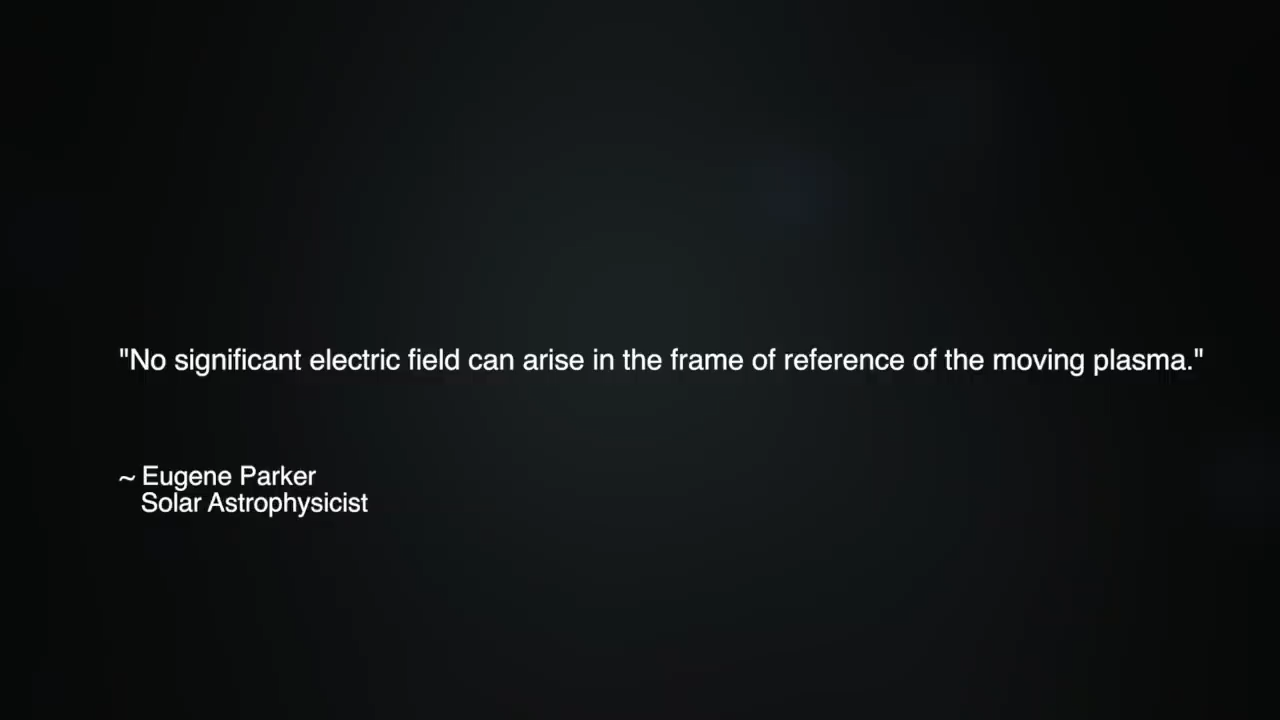 "No significant electric field can arise in the frame of reference of the moving plasma."
~ Eugene Parker
Solar Astrophysicist